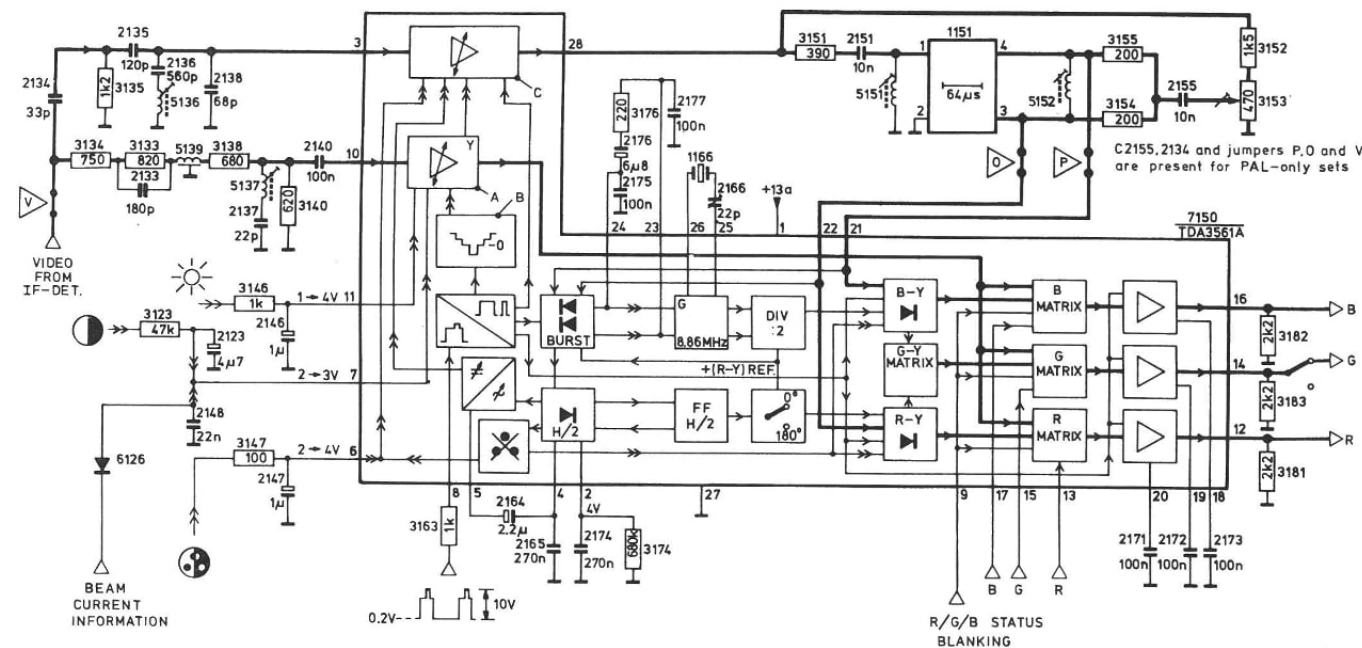 2135
120p
2136
560p
5136
2138
68p
2134
33p
1k2
3135
3134
750
3133
820
5139
3138
680
2140
100n
2133
180p
5137
2137
22p
620
3140
V
VIDEO
FROM
IF-DET.
3
10
28
C
Y
A
B
-0
220
3176
2176
6µ8
2175
100n
2177
100n
1166
2166
22p
+13a
24
23
26
25
1
22
21
3151
390
2151
10n
1151
1
4
64µs
2
3
5151
5152
3155
200
3154
200
2155
10n
1k5
3152
470
3153
O
P
C2155,2134 and jumpers P,O and V
are present for PAL-only sets
7150
TDA3561A
3146
1k
1→4V
11
2146
1µ
3123
47k
2123
4µ7
2→3V
7
2148
22n
6126
3147
100
2→4V
6
2147
1µ
BEAM
CURRENT
INFORMATION
BURST
G
8,86MHz
DIV
:2
+(R-Y)REF.
H/2
FF
H/2
0°
180°
B-Y
G-Y
MATRIX
R-Y
B
MATRIX
G
MATRIX
R
MATRIX
16
B
3182
2k2
14
G
3183
2k2
12
R
3181
2k2
8
5
4
2
27
9
17
15
13
20
19
18
4V
3163
1k
2164
2.2µ
2165
270n
2174
270n
680k
3174
0.2V
10V
2171
100n
2172
100n
2173
100n
B
G
R
R/G/B STATUS
BLANKING